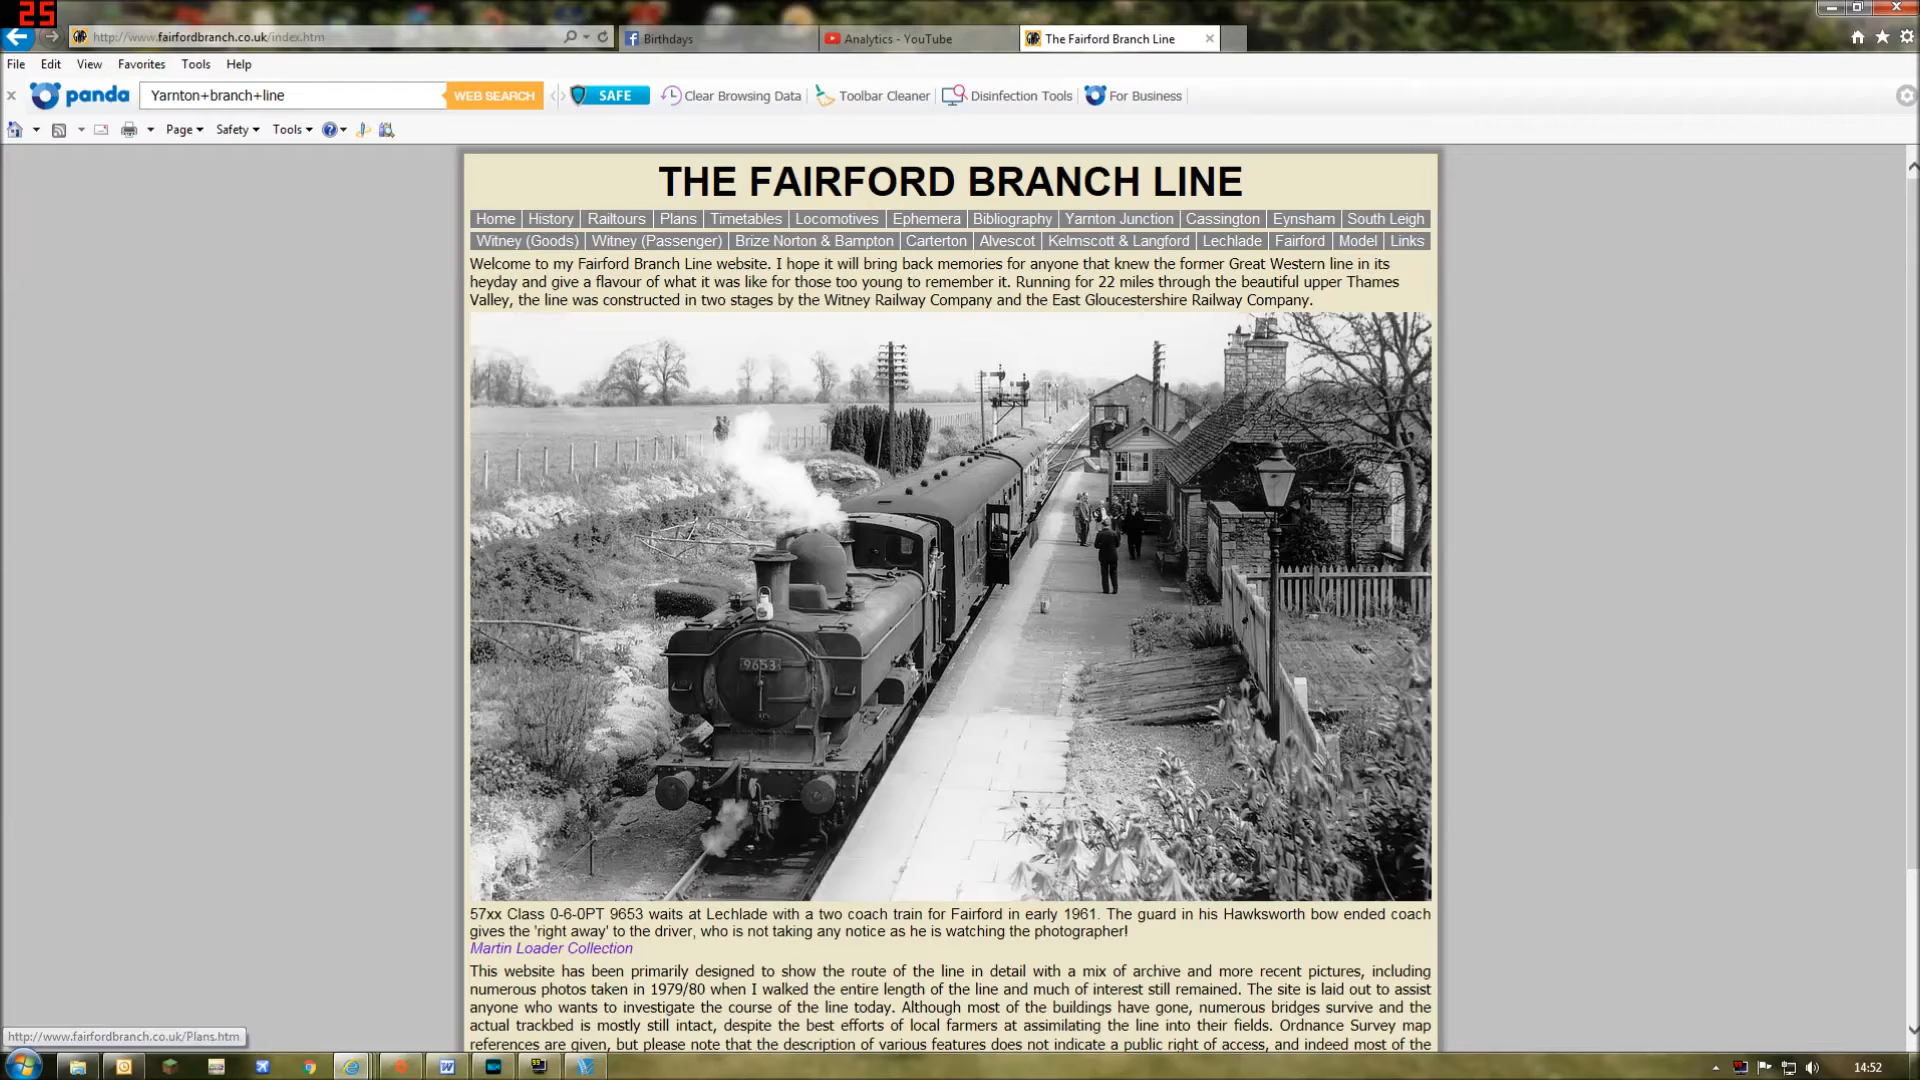 25
http://www.fairfordbranch.co.uk/index.htm
Birthdays
Analytics - YouTube
The Fairford Branch Line
File Edit View Favorites Tools Help
panda Yarnton+branch+line WEB SEARCH SAFE Clear Browsing Data Toolbar Cleaner Disinfection Tools For Business
Page Safety Tools
THE FAIRFORD BRANCH LINE
Home History Railtours Plans Timetables Locomotives Ephemera Bibliography Yarnton Junction Cassington Eynsham South Leigh
Witney (Goods) Witney (Passenger) Brize Norton & Bampton Carterton Alvescot Kelmscott & Langford Lechlade Fairford Model Links
Welcome to my Fairford Branch Line website. I hope it will bring back memories for anyone that knew the former Great Western line in its
heyday and give a flavour of what it was like for those too young to remember it. Running for 22 miles through the beautiful upper Thames
Valley, the line was constructed in two stages by the Witney Railway Company and the East Gloucestershire Railway Company.
9653
57xx Class 0-6-0PT 9653 waits at Lechlade with a two coach train for Fairford in early 1961. The guard in his Hawksworth bow ended coach
gives the 'right away' to the driver, who is not taking any notice as he is watching the photographer!
Martin Loader Collection
This website has been primarily designed to show the route of the line in detail with a mix of archive and more recent pictures, including
numerous photos taken in 1979/80 when I walked the entire length of the line and much of interest still remained. The site is laid out to assist
anyone who wants to investigate the course of the line today. Although most of the buildings have gone, numerous bridges survive and the
actual trackbed is mostly still intact, despite the best efforts of local farmers at assimilating the line into their fields. Ordnance Survey map
references are given, but please note that the description of various features does not indicate a public right of access, and indeed most of the
http://www.fairfordbranch.co.uk/Plans.htm
14:52